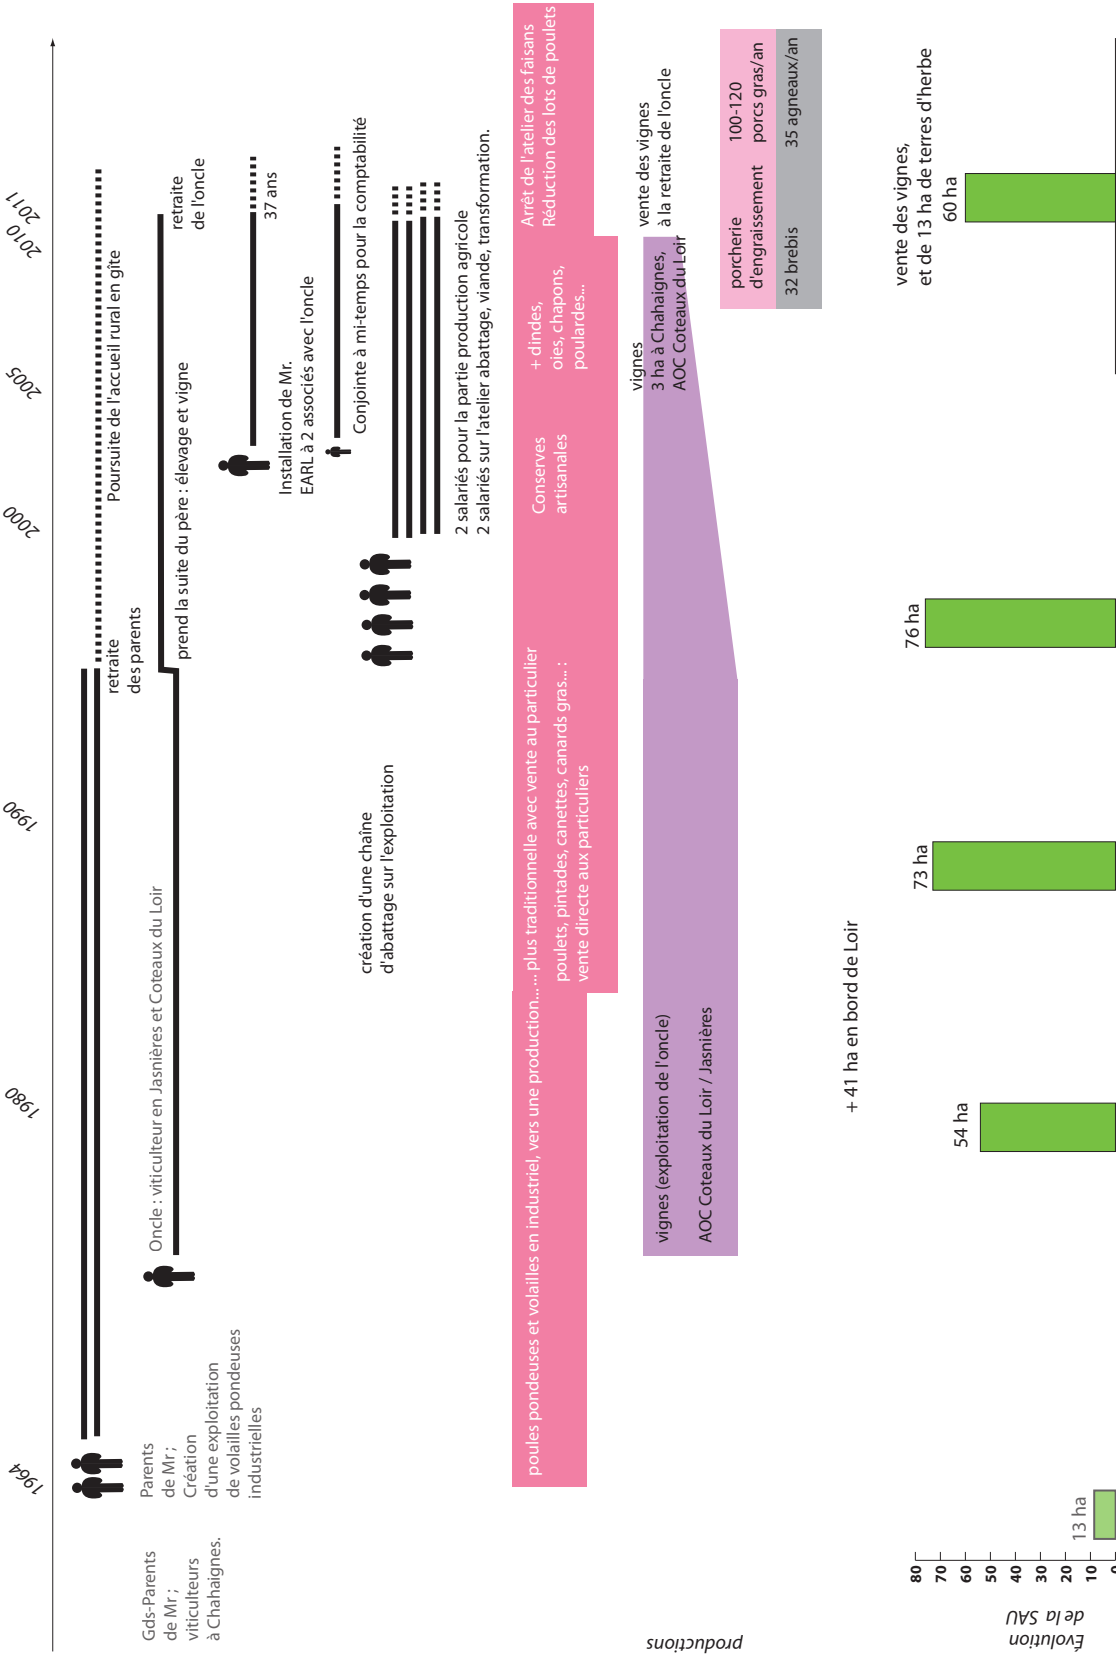 1964
1980
1990
2000
2005
2010
2011
Gds-Parents
de Mr ;
viticulteurs
à Chahaignes.
Parents
de Mr ;
Création
d'une exploitation
de volailles pondeuses
industrielles
retraite
des parents
Poursuite de l'accueil rural en gîte
Oncle : viticulteur en Jasnières et Coteaux du Loir
prend la suite du père : élevage et vigne
retraite
de l'oncle
Installation de Mr.
EARL à 2 associés avec l'oncle
37 ans
Conjointe à mi-temps pour la comptabilité
création d'une chaîne
d'abattage sur l'exploitation
2 salariés pour la partie production agricole
2 salariés sur l'atelier abattage, viande, transformation.
productions
poules pondeuses et volailles en industriel, vers une production...
... plus traditionnelle avec vente au particulier
poulets, pintades, canettes, canards gras... :
vente directe aux particuliers
Conserves
artisanales
+ dindes,
oies, chapons,
poulardes...
Arrêt de l'atelier des faisans
Réduction des lots de poulets
vignes (exploitation de l'oncle)
AOC Coteaux du Loir / Jasnières
vignes
3 ha à Chahaignes,
AOC Coteaux du Loir
vente des vignes
à la retraite de l'oncle
porcherie
d'engraissement
100-120
porcs gras/an
32 brebis
35 agneaux/an
+ 41 ha en bord de Loir
vente des vignes,
et de 13 ha de terres d'herbe
Évolution
de la SAU
80
70
60
50
40
30
20
10
0
13 ha
54 ha
73 ha
76 ha
60 ha